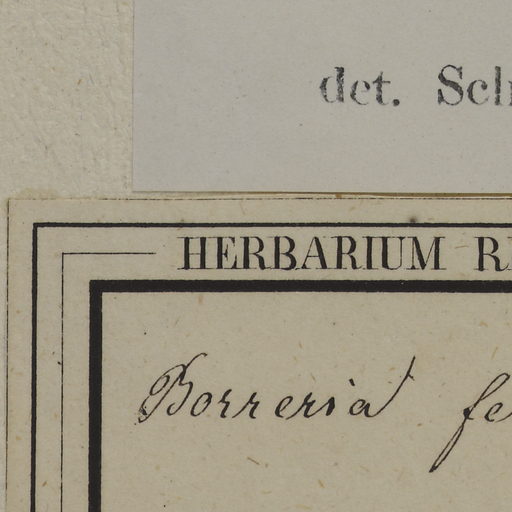 det. Sch
HERBARIUM R
Borreria fe